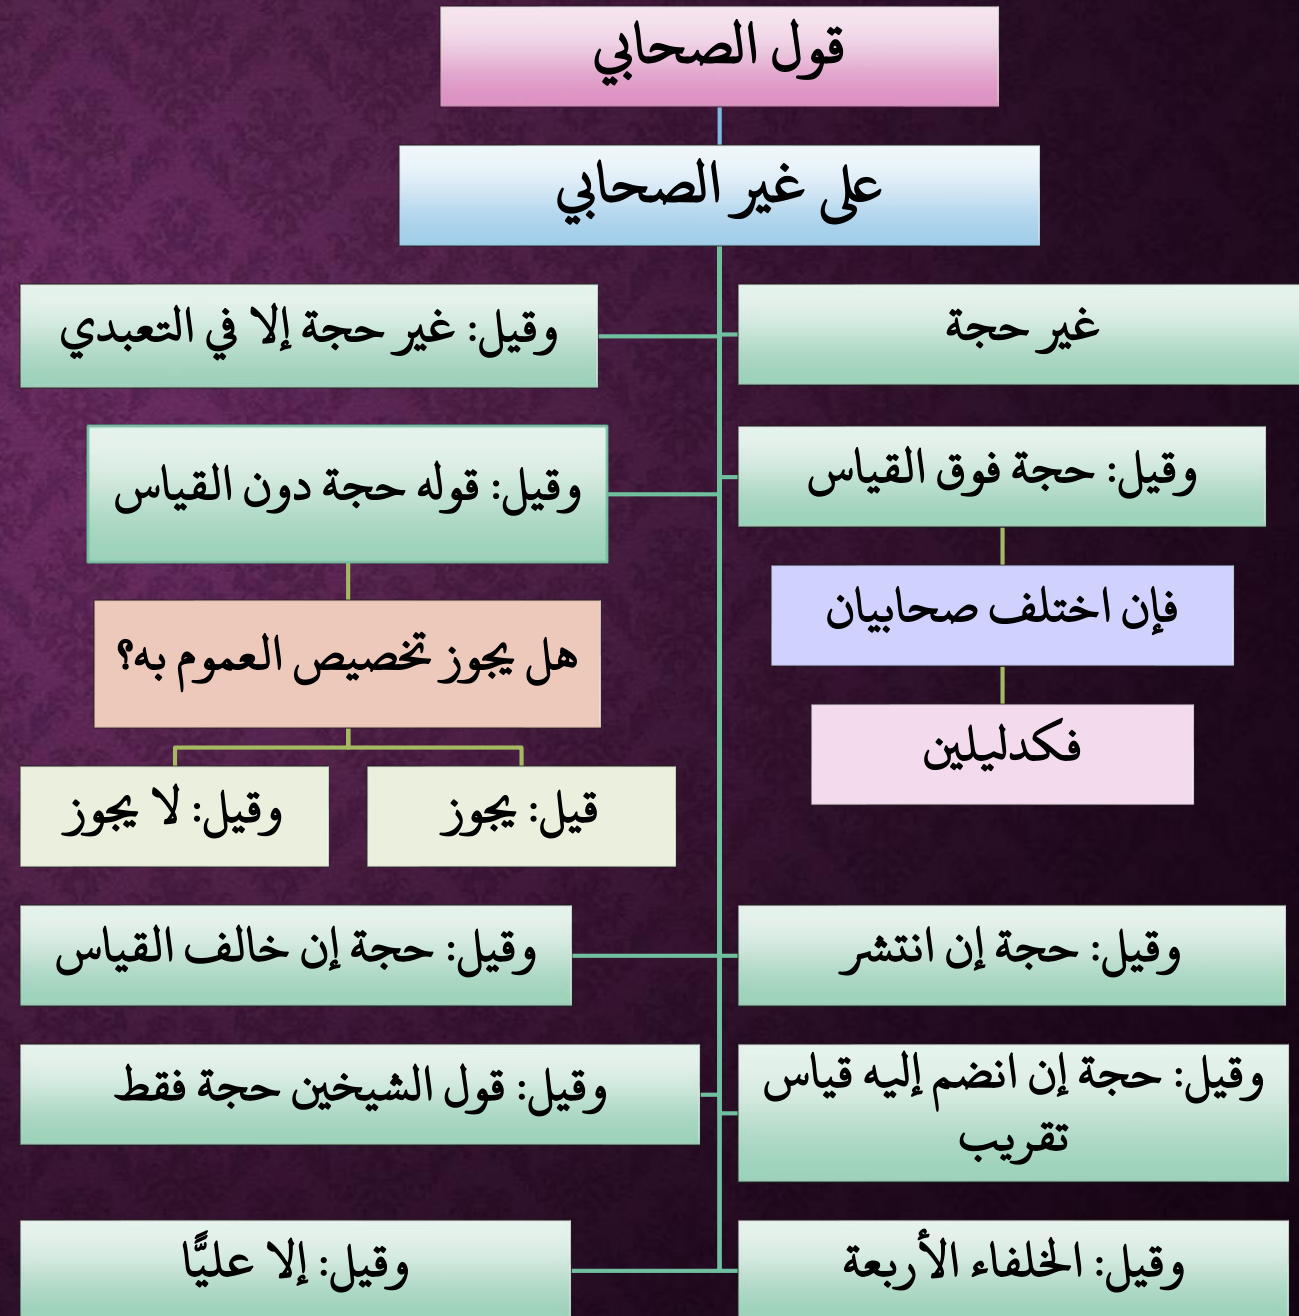 قول الصحابي
على غير الصحابي
غير حجة
وقيل: غير حجة إلا في التعبدي
وقيل: حجة فوق القياس
وقيل: قوله حجة دون القياس
فإن اختلف صحابيان
هل يجوز تخصيص العموم به؟
فكدليلين
قيل: يجوز
وقيل: لا يجوز
وقيل: حجة إن انتشر
وقيل: حجة إن خالف القياس
وقيل: حجة إن انضم إليه قياس
تقريب
وقيل: قول الشيخين حجة فقط
وقيل: الخلفاء الأربعة
وقيل: إلا عليًّا